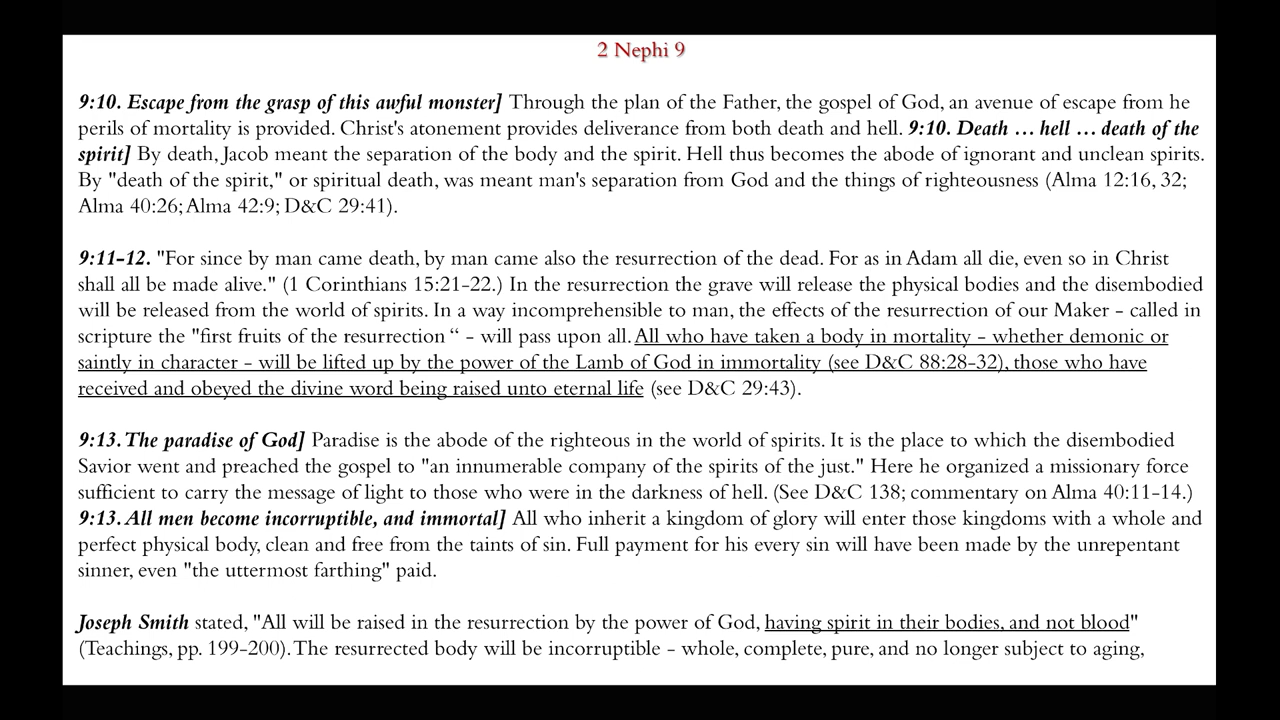 2 Nephi 9
9:10. Escape from the grasp of this awful monster] Through the plan of the Father, the gospel of God, an avenue of escape from he
perils of mortality is provided. Christ's atonement provides deliverance from both death and hell. 9:10. Death … hell … death of the
spirit] By death, Jacob meant the separation of the body and the spirit. Hell thus becomes the abode of ignorant and unclean spirits.
By "death of the spirit," or spiritual death, was meant man's separation from God and the things of righteousness (Alma 12:16, 32;
Alma 40:26; Alma 42:9; D&C 29:41).
9:11-12. "For since by man came death, by man came also the resurrection of the dead. For as in Adam all die, even so in Christ
shall all be made alive." (1 Corinthians 15:21-22.) In the resurrection the grave will release the physical bodies and the disembodied
will be released from the world of spirits. In a way incomprehensible to man, the effects of the resurrection of our Maker - called in
scripture the "first fruits of the resurrection “ - will pass upon all. All who have taken a body in mortality - whether demonic or
saintly in character - will be lifted up by the power of the Lamb of God in immortality (see D&C 88:28-32), those who have
received and obeyed the divine word being raised unto eternal life (see D&C 29:43).
9:13. The paradise of God] Paradise is the abode of the righteous in the world of spirits. It is the place to which the disembodied
Savior went and preached the gospel to "an innumerable company of the spirits of the just." Here he organized a missionary force
sufficient to carry the message of light to those who were in the darkness of hell. (See D&C 138; commentary on Alma 40:11-14.)
9:13. All men become incorruptible, and immortal] All who inherit a kingdom of glory will enter those kingdoms with a whole and
perfect physical body, clean and free from the taints of sin. Full payment for his every sin will have been made by the unrepentant
sinner, even "the uttermost farthing" paid.
Joseph Smith stated, "All will be raised in the resurrection by the power of God, having spirit in their bodies, and not blood"
(Teachings, pp. 199-200). The resurrected body will be incorruptible - whole, complete, pure, and no longer subject to aging,